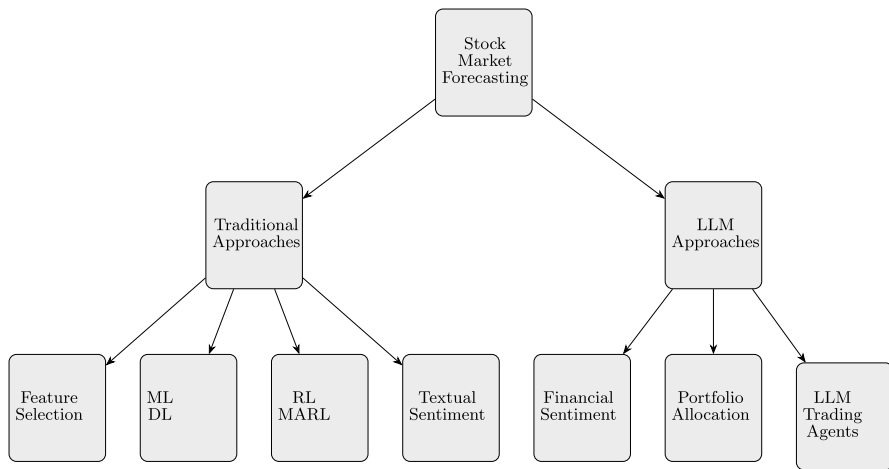 Stock
Market
Forecasting
Traditional
Approaches
LLM
Approaches
Feature
Selection
ML
DL
RL
MARL
Textual
Sentiment
Financial
Sentiment
Portfolio
Allocation
LLM
Trading
Agents